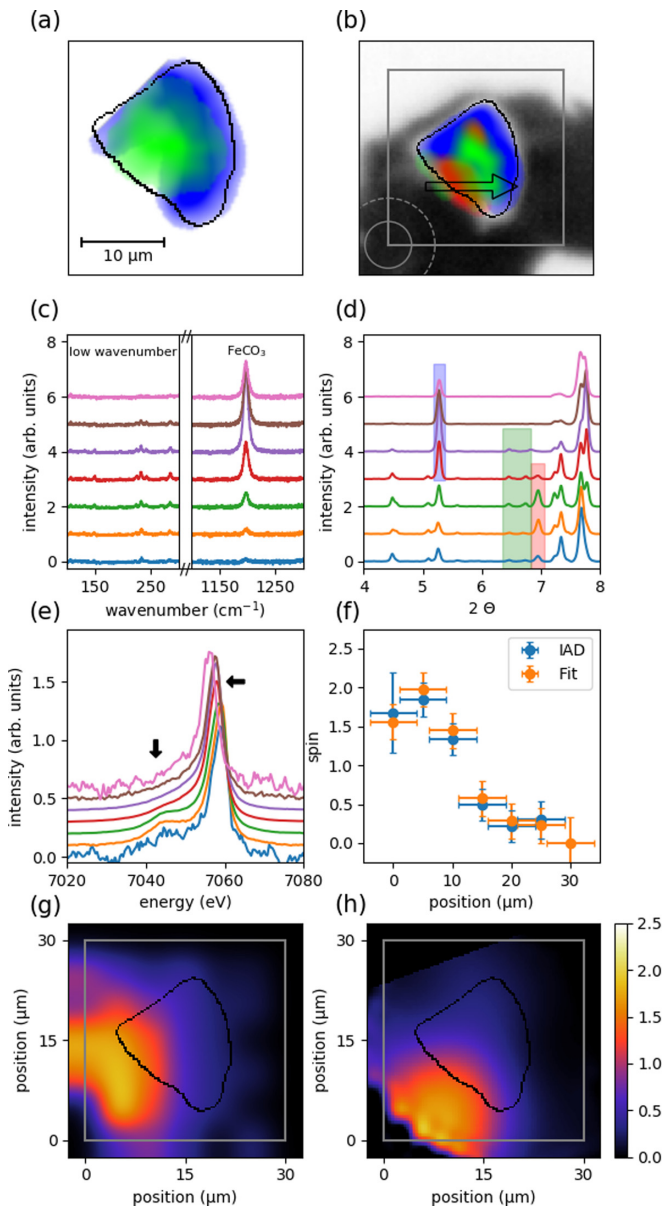 (a)
(b)
10 μm
(c)
(d)
low wavenumber
FeCO₃
8
6
4
2
0
intensity (arb. units)
100
250
1200
wavenumber (cm⁻¹)
8
6
4
2
0
intensity (arb. units)
4
5
6
7
8
2 Θ
(e)
(f)
1.5
1.0
0.5
0.0
intensity (arb. units)
7020
7040
7060
7080
energy (eV)
2.5
2.0
1.5
1.0
0.5
0.0
spin
IAD
Fit
0
10
20
30
position (μm)
(g)
(h)
30
15
0
position (μm)
0
15
30
position (μm)
30
15
0
position (μm)
0
15
30
position (μm)
2.5
2.0
1.5
1.0
0.5
0.0